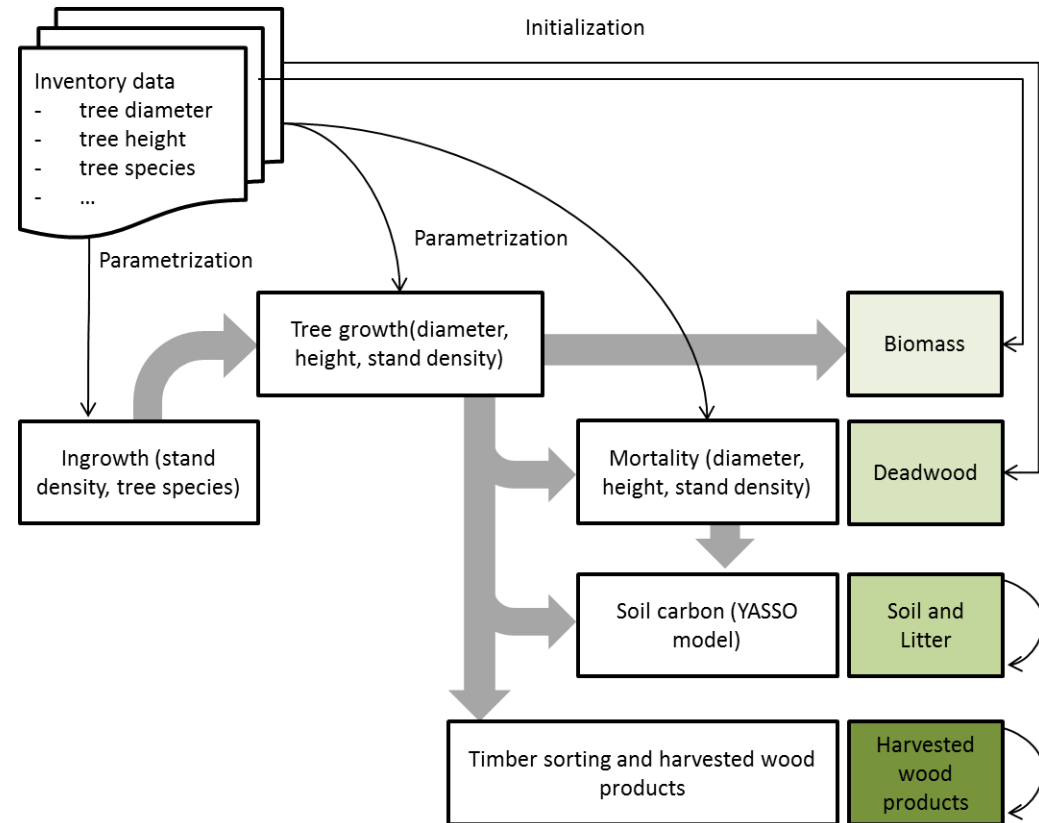 Initialization
Inventory data
- tree diameter
- tree height
- tree species
- ...
Parametrization
Parametrization
Tree growth(diameter,
height, stand density)
Biomass
Ingrowth (stand
density, tree species)
Mortality (diameter,
height, stand density)
Deadwood
Soil carbon (YASSO
model)
Soil and
Litter
Timber sorting and harvested wood
products
Harvested
wood
products